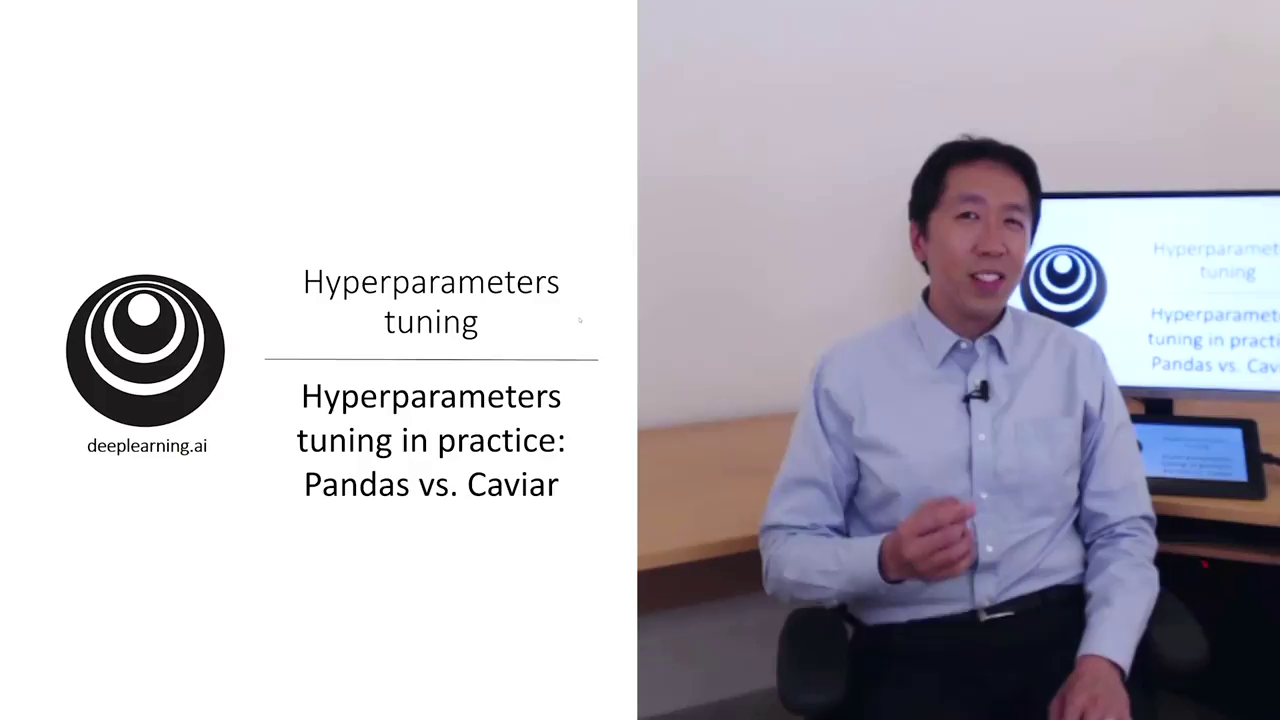 Hyperparameters
tuning
deeplearning.ai
Hyperparameters
tuning in practice:
Pandas vs. Caviar
Hyperparamet
tuning
Hyperparamet
tuning in practi
Pandas vs. Cav